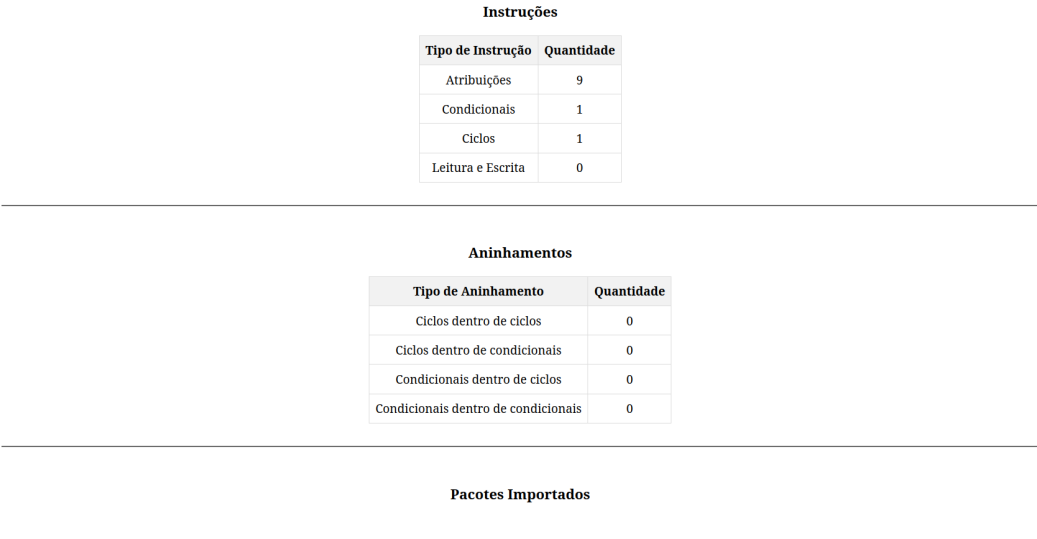 Instruções
Tipo de Instrução Quantidade
Atribuições 9
Condicionais 1
Ciclos 1
Leitura e Escrita 0
Aninhamentos
Tipo de Aninhamento Quantidade
Ciclos dentro de ciclos 0
Ciclos dentro de condicionais 0
Condicionais dentro de ciclos 0
Condicionais dentro de condicionais 0
Pacotes Importados